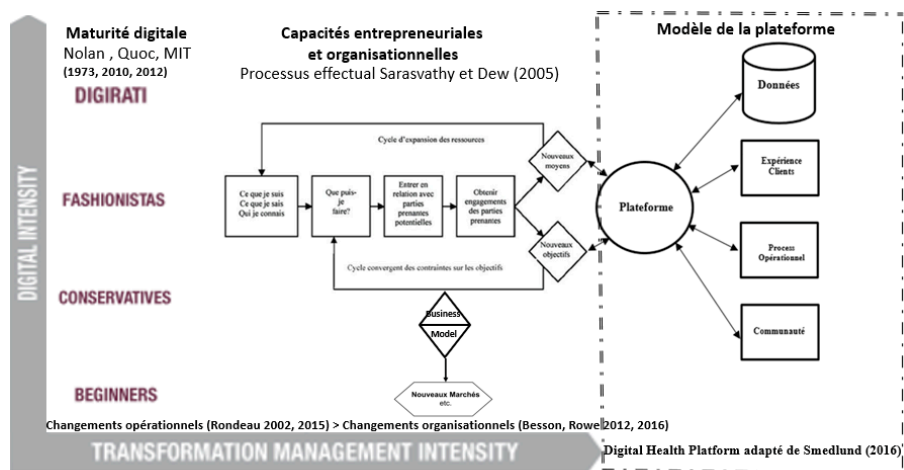 Maturité digitale
Nolan , Quoc, MIT
(1973, 2010, 2012)
Capacités entrepreneuriales
et organisationnelles
Processus effectual Sarasvathy et Dew (2005)
Modèle de la plateforme
DIGITAL INTENSITY
DIGIRATI
FASHIONISTAS
CONSERVATIVES
BEGINNERS
Cycle d'expansion des ressources
Ce que je suis
Ce que je sais
Qui je connais
Que puis-
je
faire?
Entrer en
relation avec
parties
prenantes
potentielles
Obtenir
engagements
des parties
prenantes
Nouveaux
moyens
Nouveaux
objectifs
Cycle convergent des contraintes sur les objectifs
Business
Model
Nouveaux Marchés
etc.
Plateforme
Données
Expérience
Clients
Process
Opérationnel
Communauté
Changements opérationnels (Rondeau 2002, 2015) > Changements organisationnels (Besson, Rowe 2012, 2016)
TRANSFORMATION MANAGEMENT INTENSITY
Digital Health Platform adapté de Smedlund (2016)